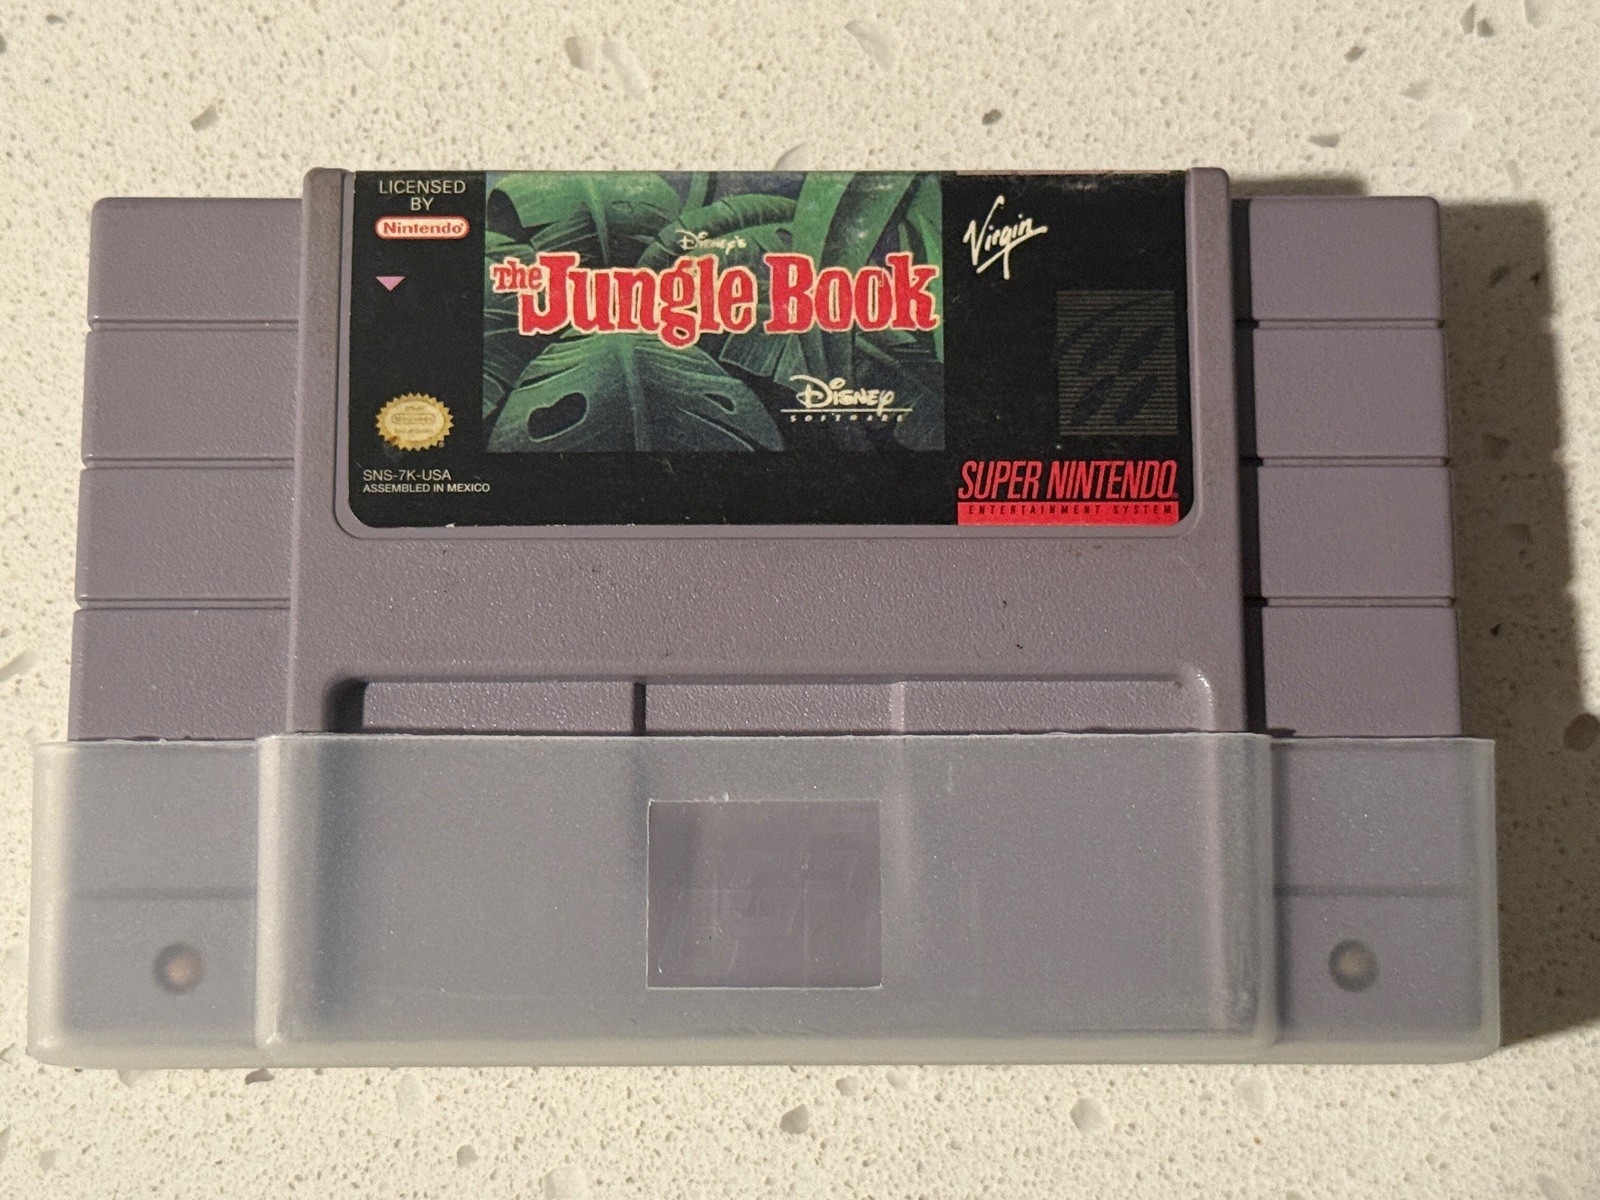 LICENSED
BY
Nintendo
SNS-7K-USA
ASSEMBLED IN MEXICO
DISNEY'S
THE JUNGLE BOOK
DISNEY
SOFTWARE
Virgin
SUPER NINTENDO
ENTERTAINMENT SYSTEM